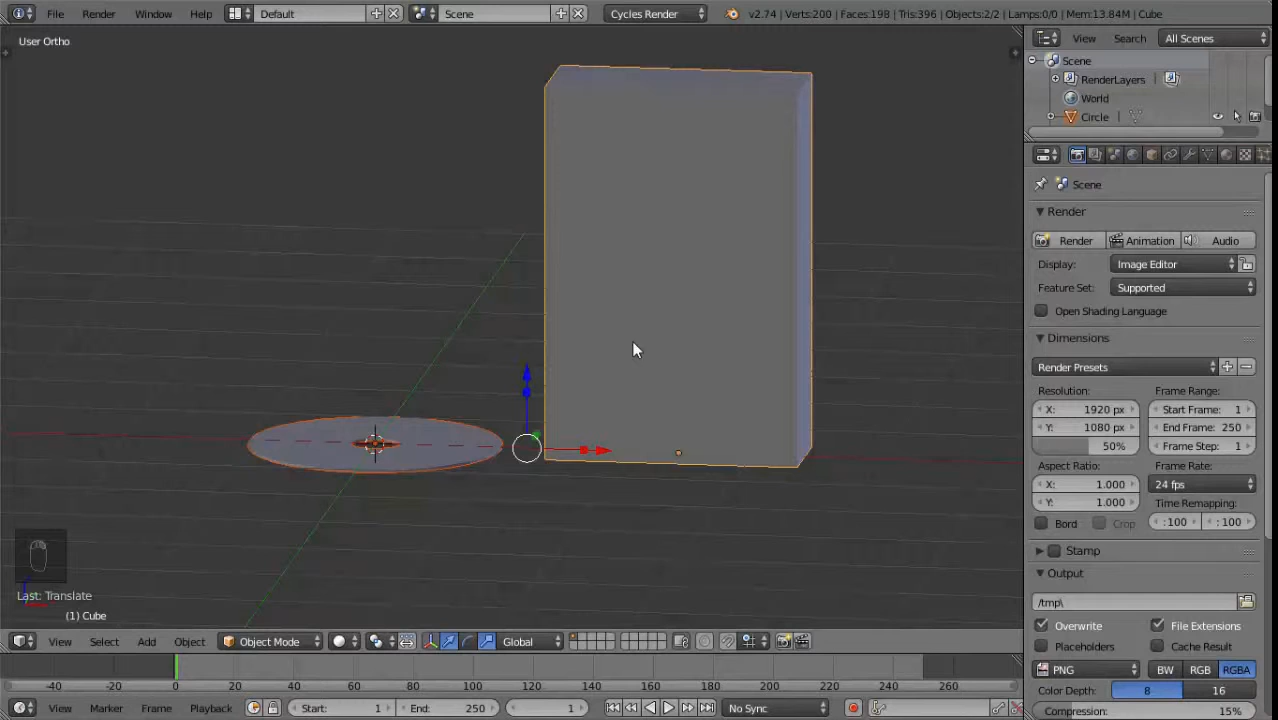 File Render Window Help Default Scene Cycles Render v2.74 | Verts:200 | Faces:198 | Tris:396 | Objects:2/2 | Lamps:0/0 | Mem:13.84M | Cube
User Ortho
View Search All Scenes
Scene
RenderLayers
World
Circle
Scene
Render
Render Animation Audio
Display: Image Editor
Feature Set: Supported
Open Shading Language
Dimensions
Render Presets
Resolution: Frame Range:
X: 1920 px Start Frame: 1
Y: 1080 px End Frame: 250
50% Frame Step: 1
Aspect Ratio: Frame Rate:
X: 1.000 24 fps
Y: 1.000 Time Remapping:
Bord Crop :100 :100
Stamp
Output
/tmp\
Overwrite File Extensions
Placeholders Cache Result
PNG BW RGB RGBA
Color Depth: 8 16
Compression: 15%
Last: Translate
(1) Cube
View Select Add Object Object Mode Global
-40 -20 0 20 40 60 80 100 120 140 160 180 200 220 240 260
View Marker Frame Playback Start: 1 End: 250 1 No Sync